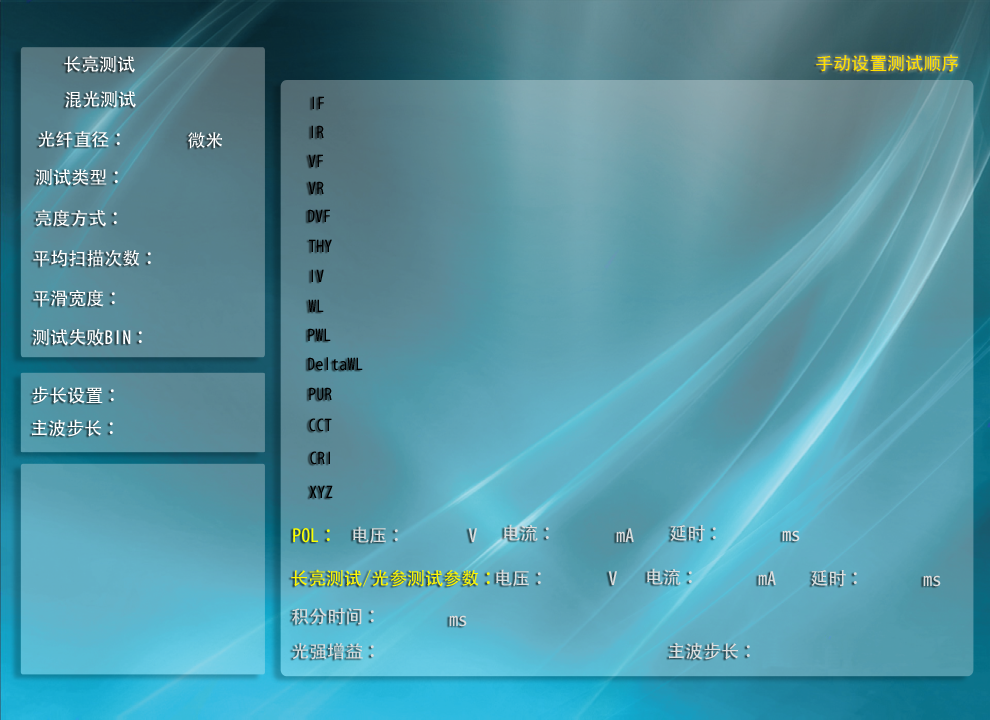 长亮测试
混光测试
光纤直径： 微米
测试类型：
亮度方式：
平均扫描次数：
平滑宽度：
测试失败BIN：
步长设置：
主波步长：
手动设置测试顺序
IF
IR
VF
VR
DVF
THY
IV
WL
PWL
DeltaWL
PUR
CCT
CRI
XYZ
POL： 电压： V 电流： mA 延时： ms
长亮测试/光参测试参数：电压： V 电流： mA 延时： ms
积分时间： ms
光强增益： 主波步长：